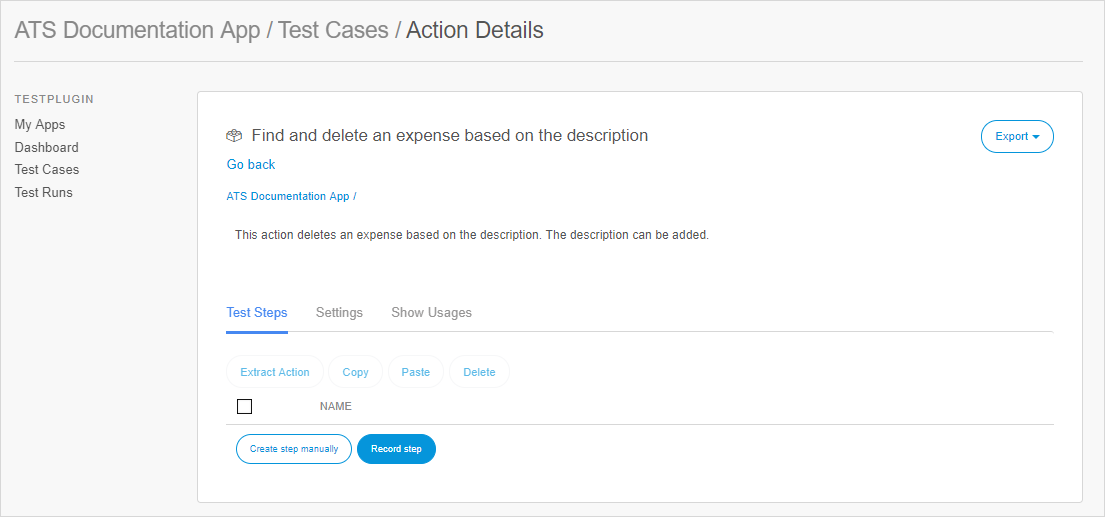 ATS Documentation App / Test Cases / Action Details
TESTPLUGIN
My Apps
Dashboard
Test Cases
Test Runs
Find and delete an expense based on the description
Export
Go back
ATS Documentation App /
This action deletes an expense based on the description. The description can be added.
Test Steps Settings Show Usages
Extract Action Copy Paste Delete
NAME
Create step manually Record step